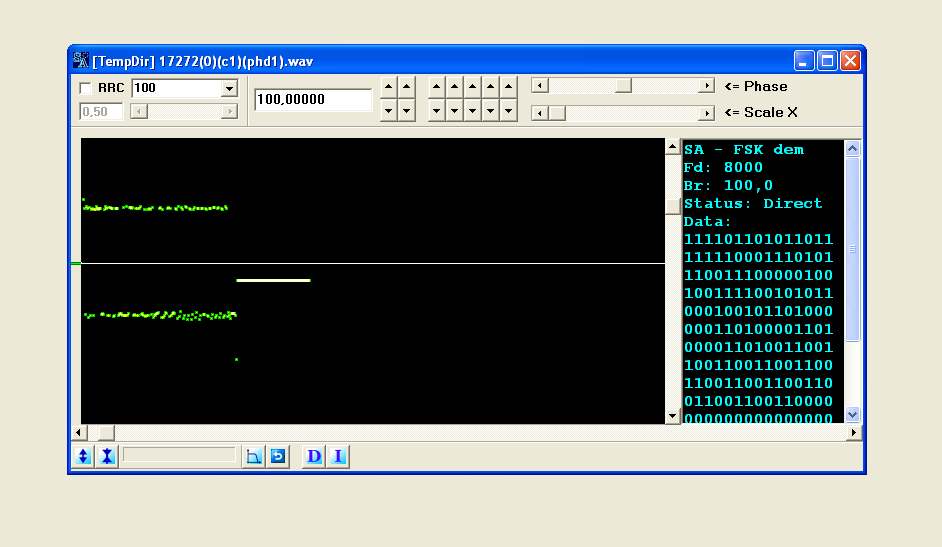 [TempDir] 17272(0)(c1)(phd1).wav
RRC 100 100,00000 <= Phase
0,50 <= Scale X
SA - FSK dem
Fd: 8000
Br: 100,0
Status: Direct
Data:
111101101011011
111110001110101
110011100000100
100111100101011
000100101101000
000110100001101
000011010011001
100110011001100
110011001100110
011001100110000
000000000000000
D I